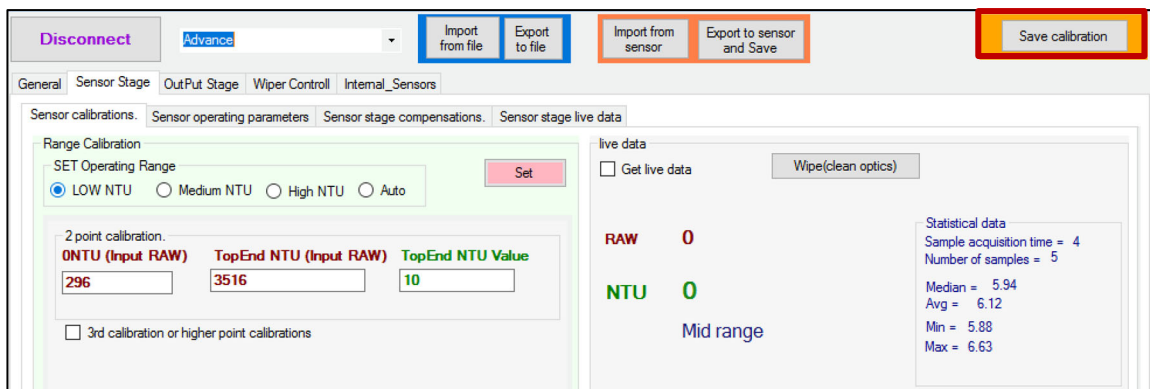 Disconnect
Advance
Import from file
Export to file
Import from sensor
Export to sensor and Save
Save calibration
General Sensor Stage OutPut Stage Wiper Controll Internal_Sensors
Sensor calibrations. Sensor operating parameters Sensor stage compensations. Sensor stage live data
Range Calibration
SET Operating Range
LOW NTU Medium NTU High NTU Auto
Set
2 point calibration.
0NTU (Input RAW) TopEnd NTU (Input RAW) TopEnd NTU Value
296 3516 10
3rd calibration or higher point calibrations
live data
Get live data
Wipe(clean optics)
RAW 0
NTU 0
Mid range
Statistical data
Sample acquisition time = 4
Number of samples = 5
Median = 5.94
Avg = 6.12
Min = 5.88
Max = 6.63